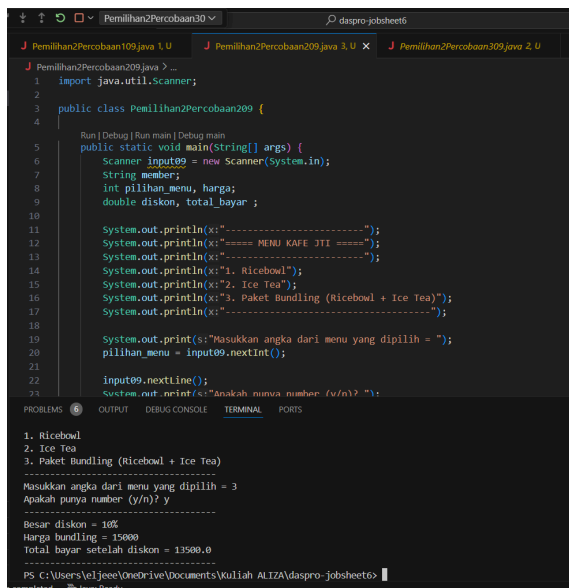 Pemilihan2Percobaan30
daspro-jobsheet6
J Pemilihan2Percobaan109.java 1, U
J Pemilihan2Percobaan209.java 3, U
J Pemilihan2Percobaan309.java 2, U
J Pemilihan2Percobaan209.java > ...
1 import java.util.Scanner;
2
3 public class Pemilihan2Percobaan209 {
4
Run | Debug | Run main | Debug main
5 public static void main(String[] args) {
6 Scanner input09 = new Scanner(System.in);
7 String member;
8 int pilihan_menu, harga;
9 double diskon, total_bayar ;
10
11 System.out.println(x:"-------------------------");
12 System.out.println(x:"===== MENU KAFE JTI =====");
13 System.out.println(x:"-------------------------");
14 System.out.println(x:"1. Ricebowl");
15 System.out.println(x:"2. Ice Tea");
16 System.out.println(x:"3. Paket Bundling (Ricebowl + Ice Tea)");
17 System.out.println(x:"-------------------------------------");
18
19 System.out.print(s:"Masukkan angka dari menu yang dipilih = ");
20 pilihan_menu = input09.nextInt();
21
22 input09.nextLine();
23 System.out.print(s:"Apakah punya number (y/n)? ");
PROBLEMS 6 OUTPUT DEBUG CONSOLE TERMINAL PORTS
1. Ricebowl
2. Ice Tea
3. Paket Bundling (Ricebowl + Ice Tea)
-------------------------------------
Masukkan angka dari menu yang dipilih = 3
Apakah punya number (y/n)? y
-------------------------------------
Besar diskon = 10%
Harga bundling = 15000
Total bayar setelah diskon = 13500.0
-------------------------------------
PS C:\Users\eljeee\OneDrive\Documents\Kuliah ALIZA\daspro-jobsheet6>